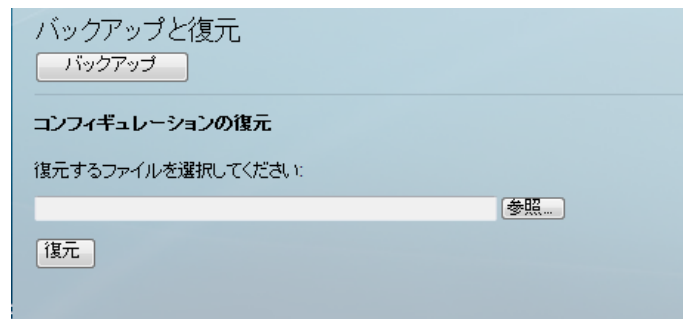 バックアップと復元
バックアップ
コンフィギュレーションの復元
復元するファイルを選択してください:
参照...
復元